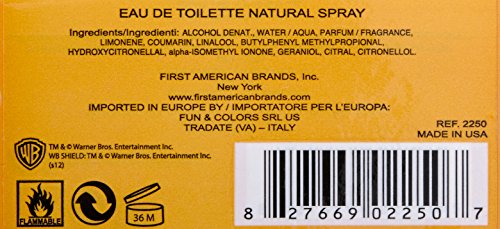 EAU DE TOILETTE NATURAL SPRAY
Ingredients/Ingredienti: ALCOHOL DENAT., WATER / AQUA, PARFUM / FRAGRANCE,
LIMONENE, COUMARIN, LINALOOL, BUTYLPHENYL METHYLPROPIONAL,
HYDROXYCITRONELLAL, alpha-ISOMETHYL IONONE, GERANIOL, CITRAL, CITRONELLOL.
FIRST AMERICAN BRANDS, Inc.
New York
www.firstamericanbrands.com
IMPORTED IN EUROPE BY / IMPORTATORE PER L'EUROPA:
FUN & COLORS SRL US
TRADATE (VA) – ITALY
REF. 2250
MADE IN USA
WB
TM & © Warner Bros. Entertainment Inc.
WB SHIELD: TM & © Warner Bros. Entertainment Inc.
(s12)
FLAMMABLE
36 M
8 27669 02250 7